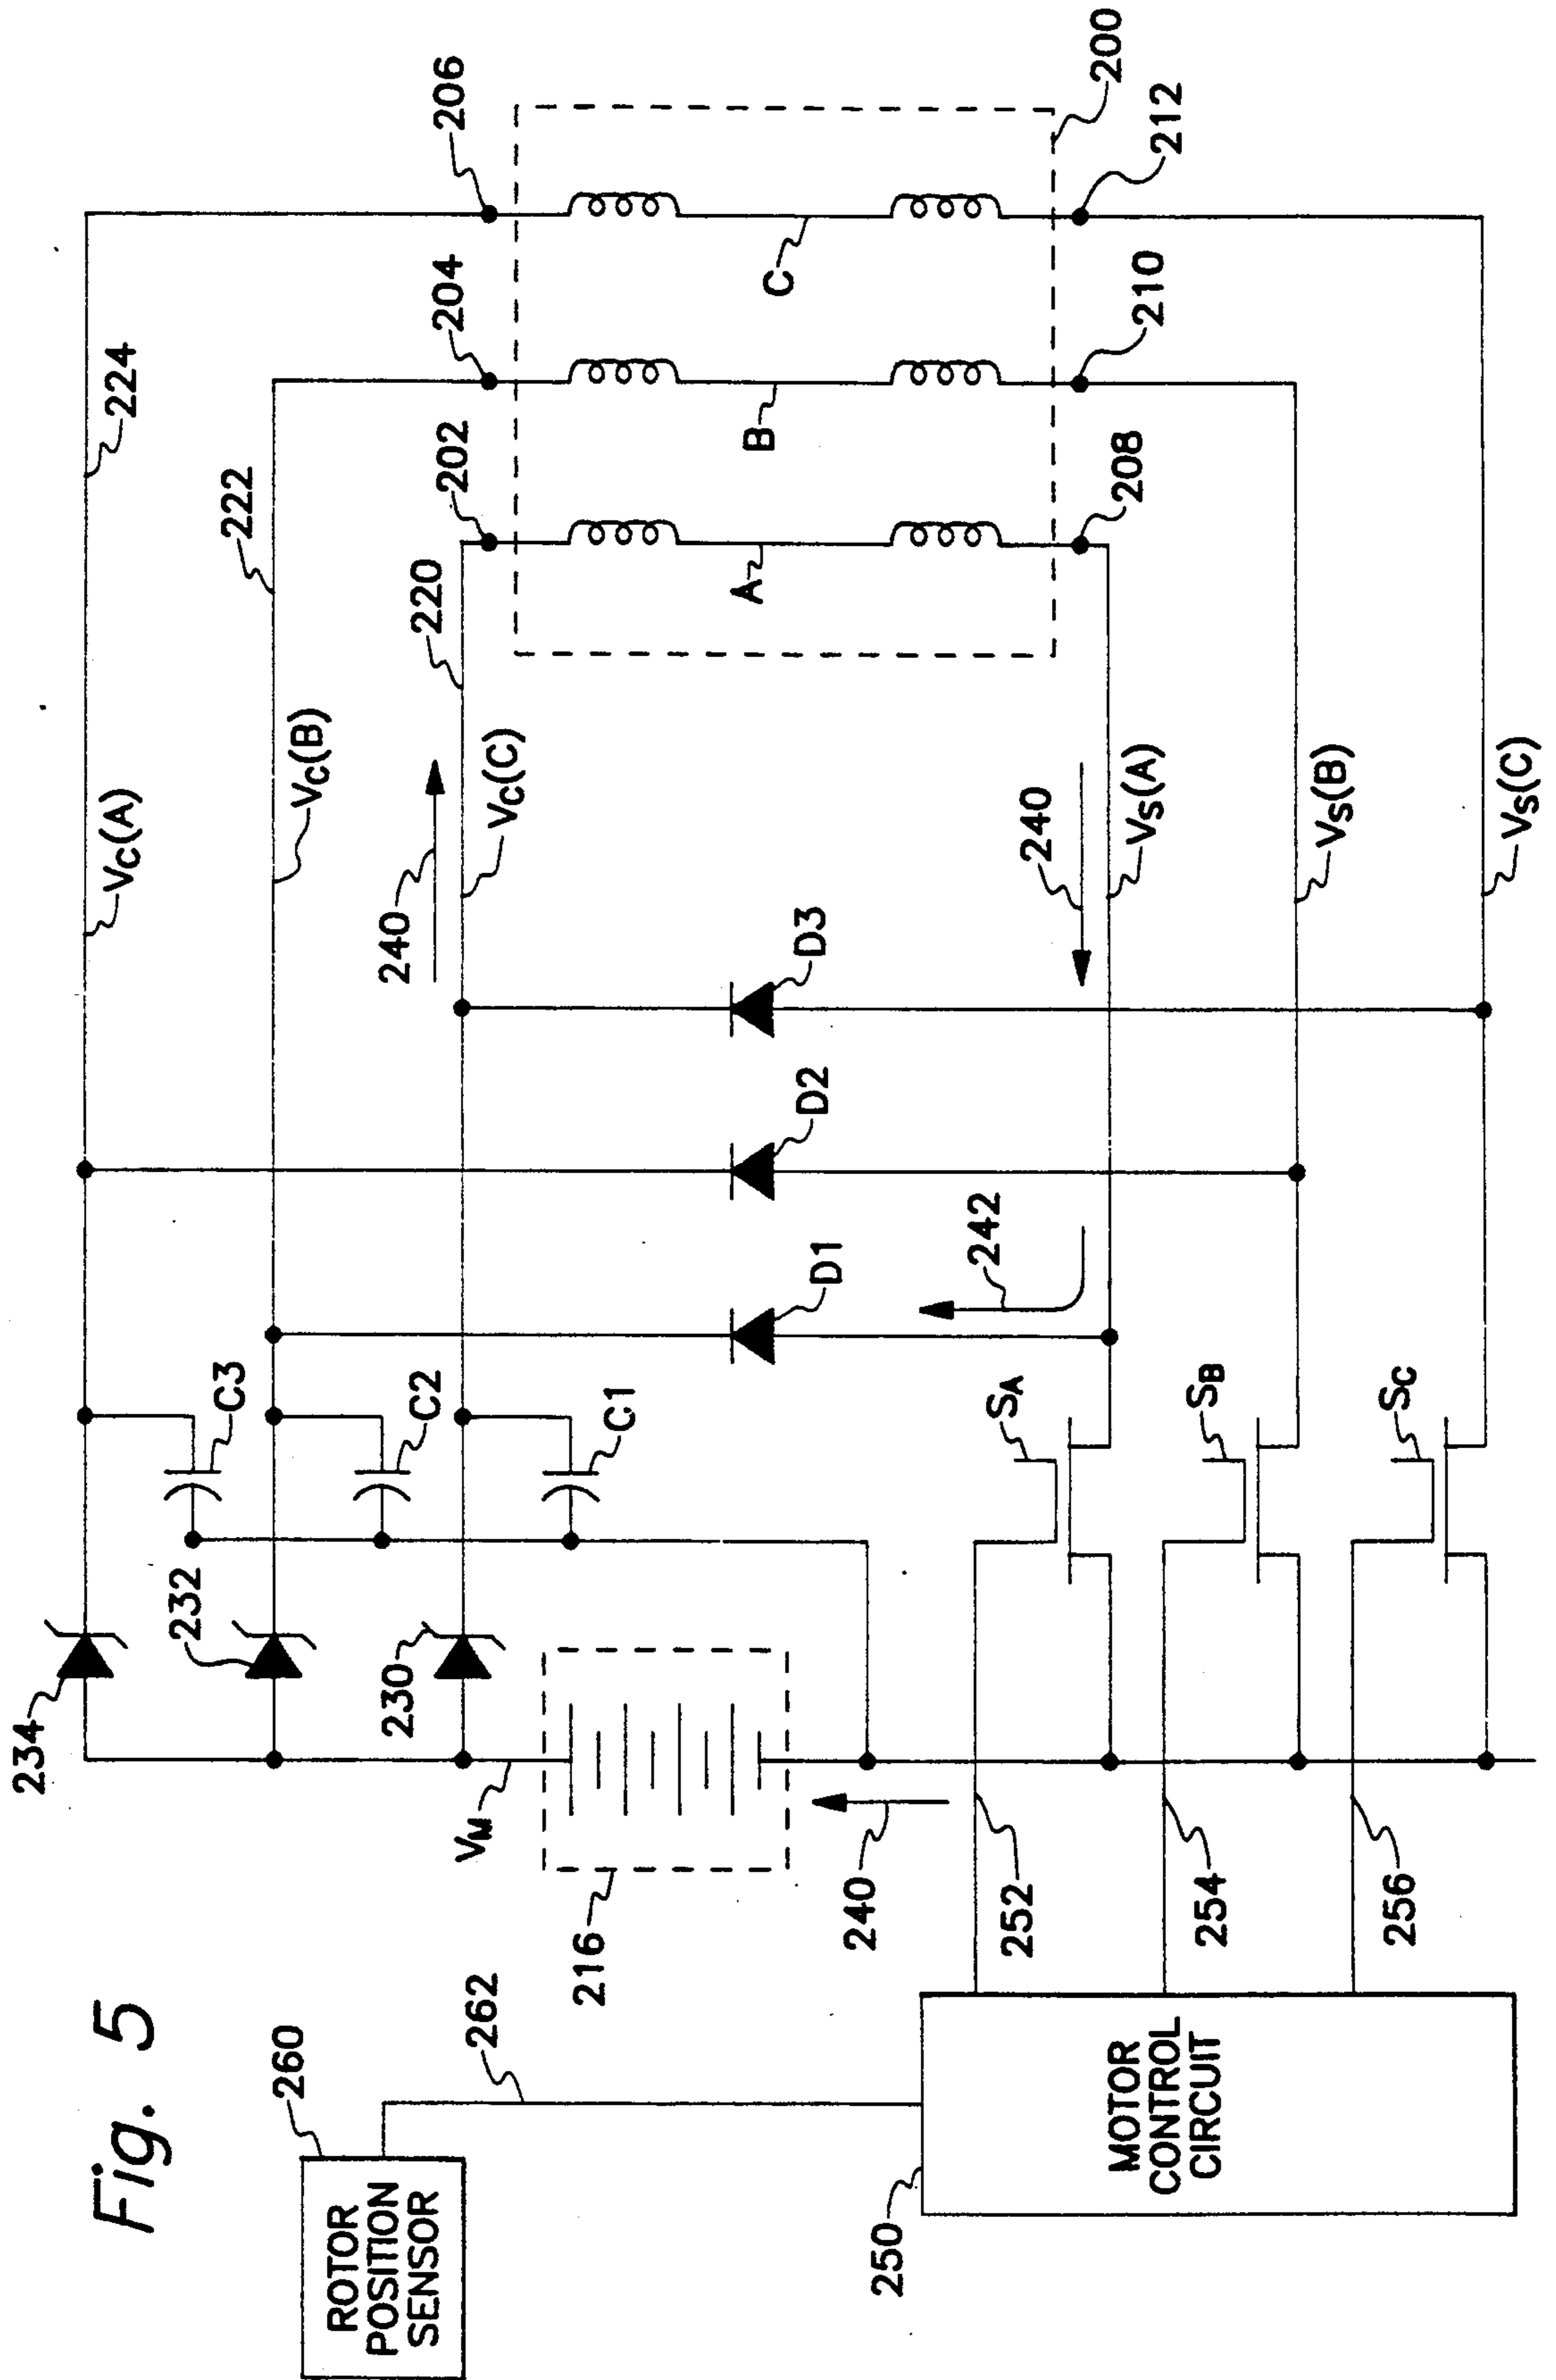 Fig. 5
ROTOR
POSITION
SENSOR
260
262
MOTOR
CONTROL
CIRCUIT
250
252
254
256
216
VM
240
234
232
230
C3
C2
C1
SA
SB
SC
D1
D2
D3
242
240
240
VC(A)
VC(B)
VC(C)
VS(A)
VS(B)
VS(C)
220
222
224
202
204
206
A
B
C
208
210
212
200